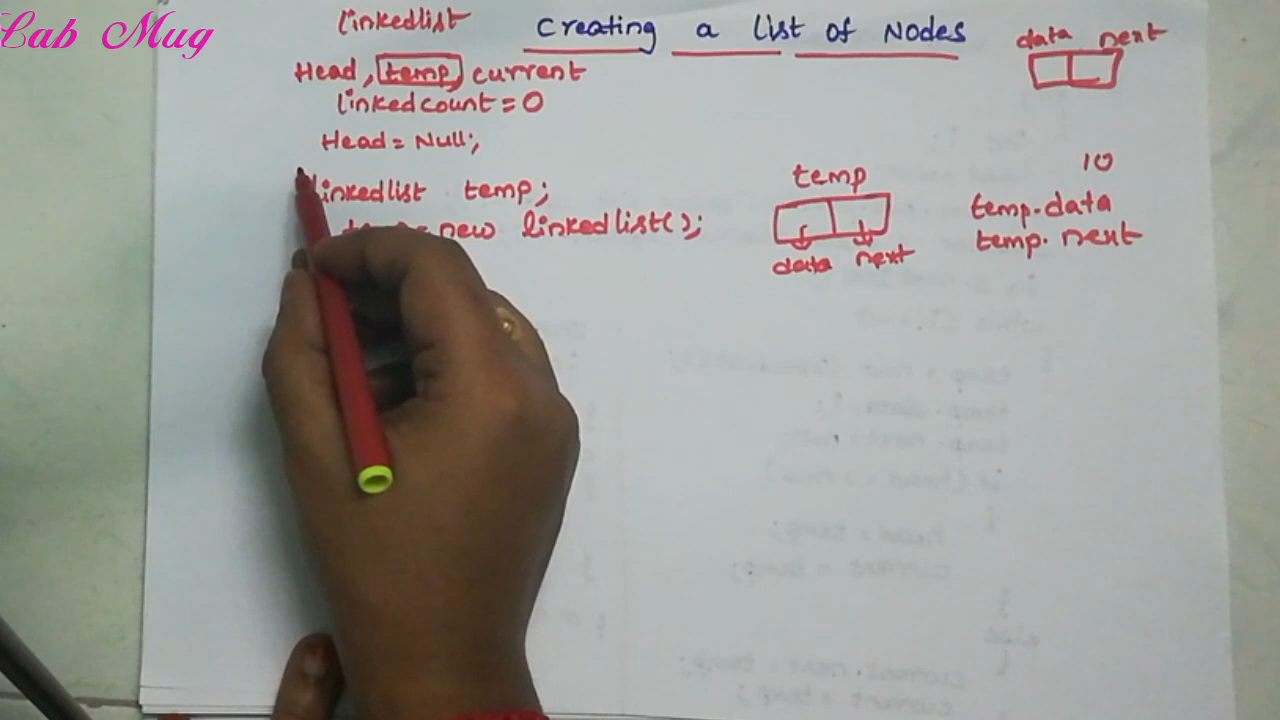 Lab Mug
Creating a list of Nodes
linkedlist
data next
Head, temp, current
linkedcount = 0
Head = Null;
linkedlist temp;
new linkedlist();
temp
data next
10
temp.data
temp. next